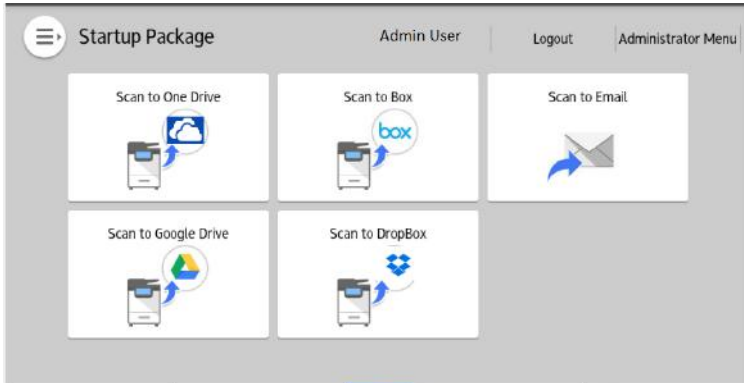 Startup Package
Admin User
Logout
Administrator Menu
Scan to One Drive
Scan to Box
box
Scan to Email
Scan to Google Drive
Scan to DropBox